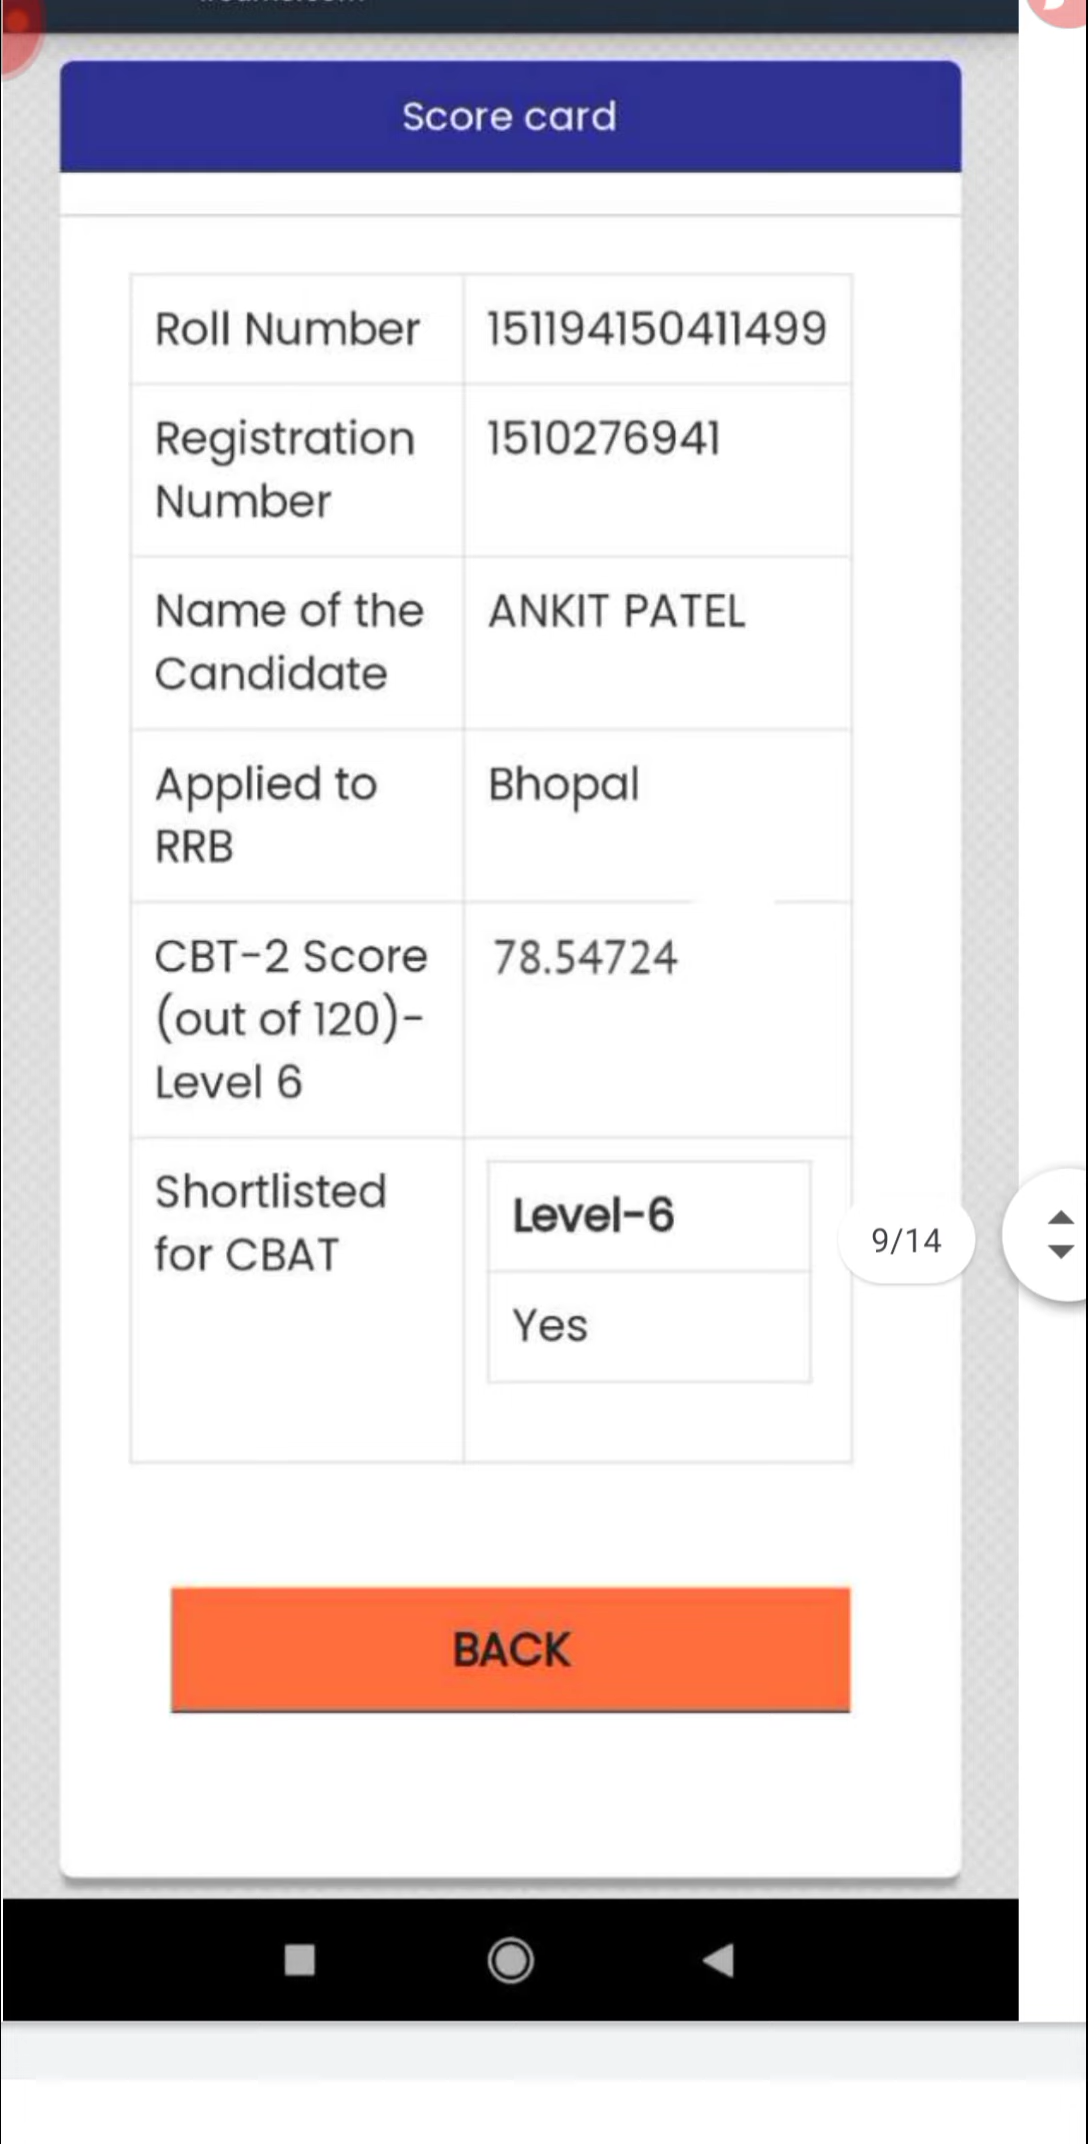 Score card
Roll Number 151194150411499
Registration 1510276941
Number
Name of the ANKIT PATEL
Candidate
Applied to Bhopal
RRB
CBT-2 Score 78.54724
(out of 120)-
Level 6
Shortlisted Level-6
for CBAT
Yes
9/14
BACK